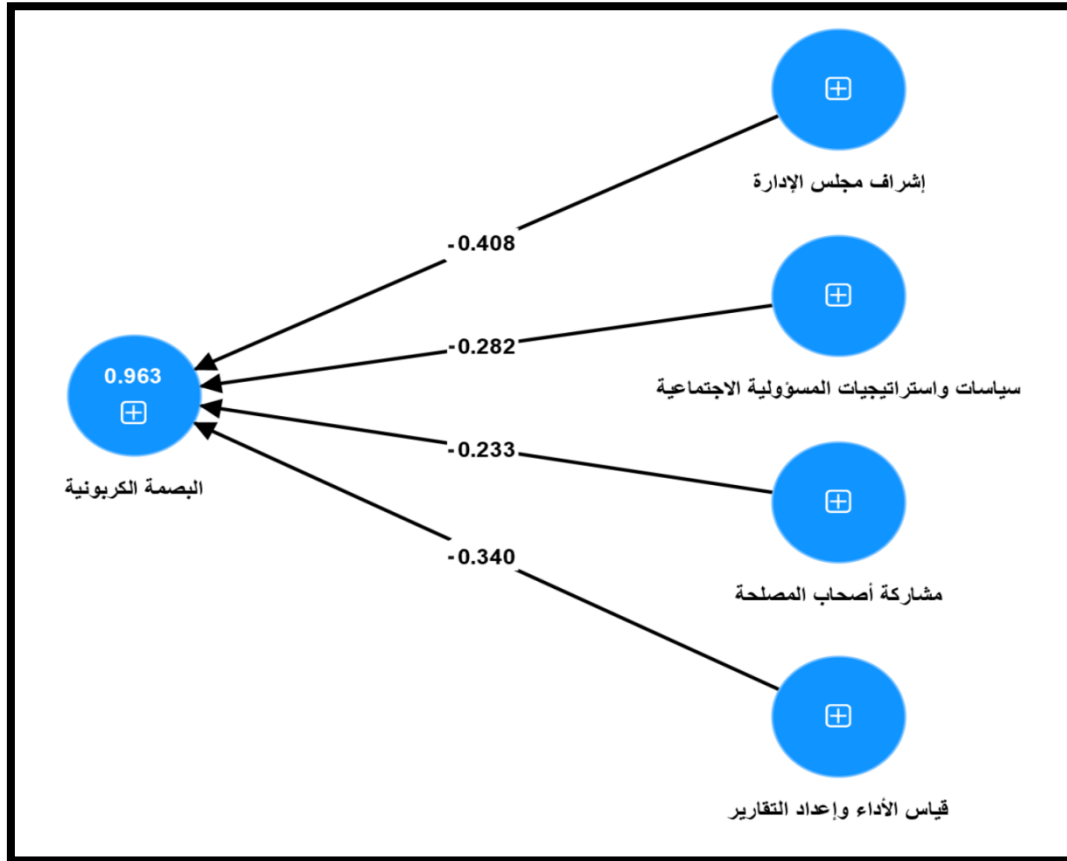 إشراف مجلس الإدارة
-0.408
سياسات واستراتيجيات المسؤولية الاجتماعية
-0.282
0.963
البصمة الكربونية
-0.233
مشاركة أصحاب المصلحة
-0.340
قياس الأداء وإعداد التقارير